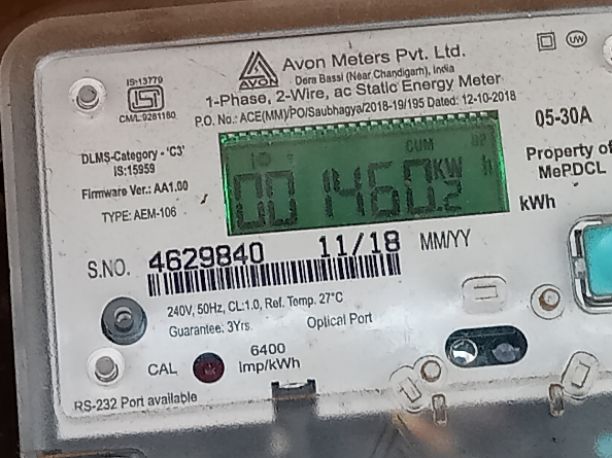 Avon Meters Pvt. Ltd.
AVON
Dera Bassi (Near Chandigarh), India
1-Phase, 2-Wire, ac Static Energy Meter
P.O. No.: ACE(MM)/PO/Saubhagya/2018-19/195 Dated: 12-10-2018
IS:13779
ISI
CM/L:9281180
UW
DLMS-Category - 'C3'
IS:15959
Firmware Ver.: AA1.00
TYPE: AEM-106
CUM
001460.2 KWh
kWh
05-30A
Property of
MePDCL
S.NO. 4629840 11/18 MM/YY
240V, 50Hz, CL:1.0, Ref. Temp. 27°C
Guarantee: 3Yrs. Optical Port
CAL 6400
Imp/kWh
RS-232 Port available